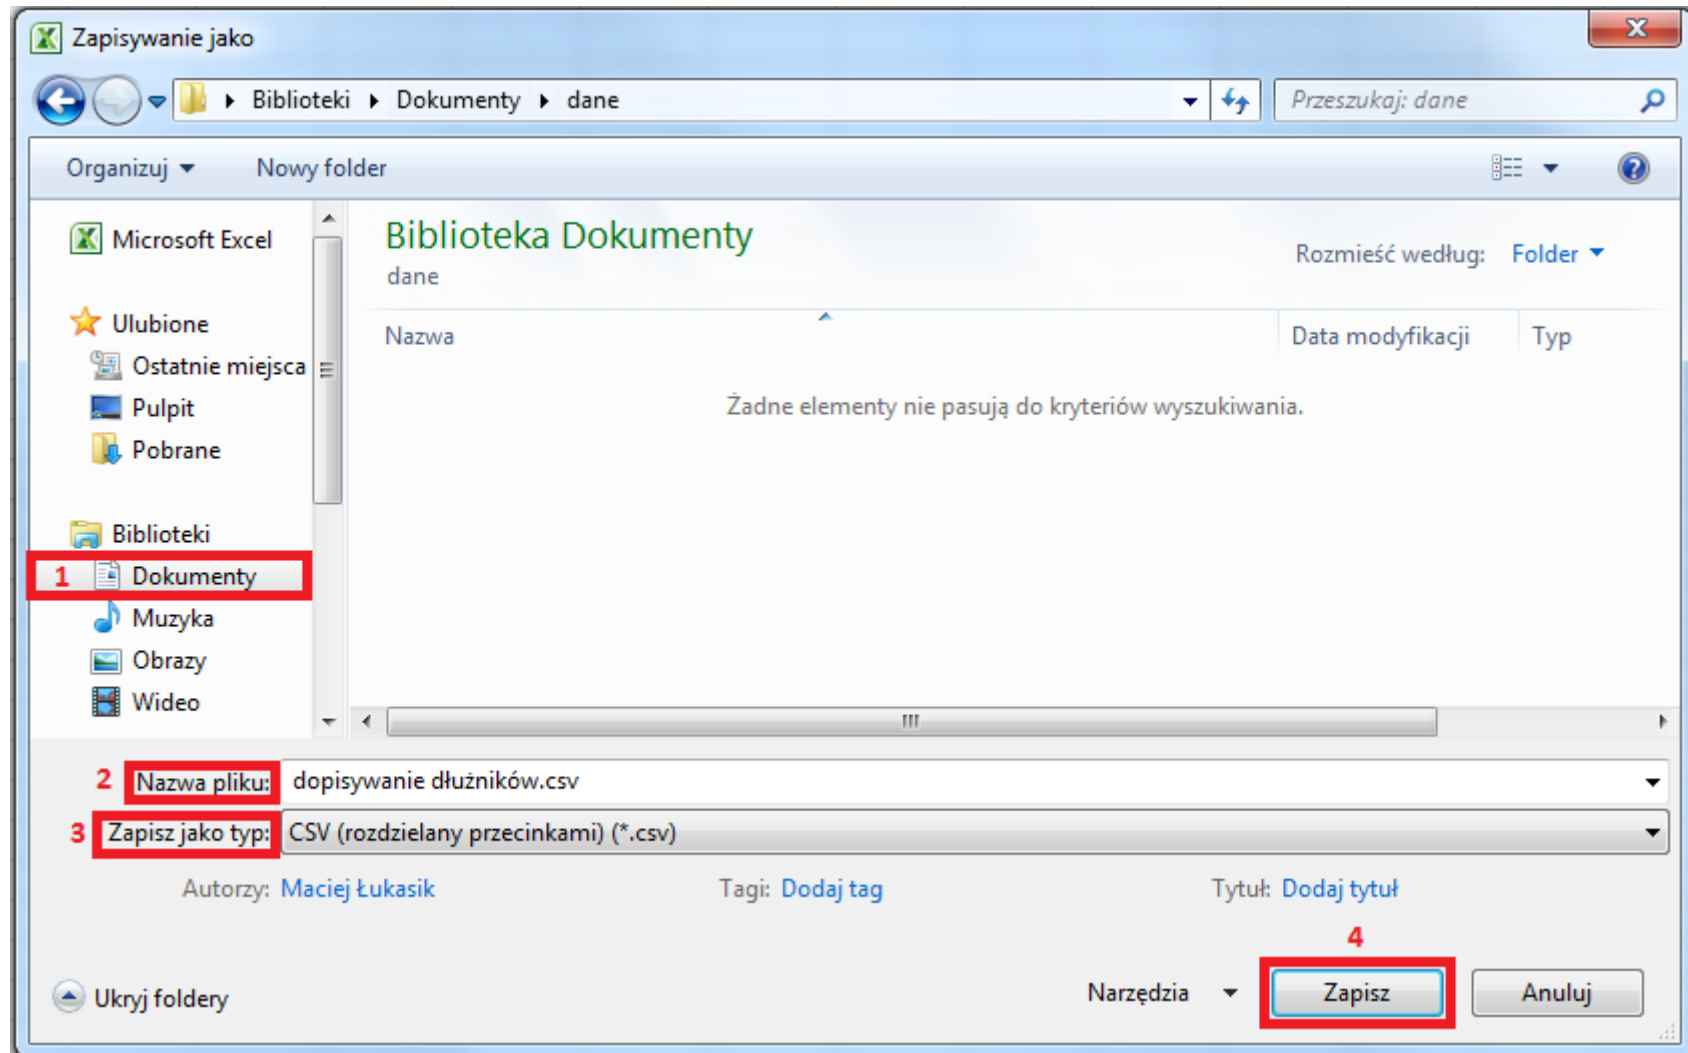 Zapisywanie jako
Biblioteki Dokumenty dane Przeszukaj: dane
Organizuj Nowy folder
Microsoft Excel
Ulubione
Ostatnie miejsca
Pulpit
Pobrane
Biblioteki
1 Dokumenty
Muzyka
Obrazy
Wideo
Biblioteka Dokumenty
dane
Rozmieść według: Folder
Nazwa Data modyfikacji Typ
Żadne elementy nie pasują do kryteriów wyszukiwania.
2 Nazwa pliku: dopisywanie dłużników.csv
3 Zapisz jako typ: CSV (rozdzielany przecinkami) (*.csv)
Autorzy: Maciej Łukasik Tagi: Dodaj tag Tytuł: Dodaj tytuł
4
Ukryj foldery Narzędzia Zapisz Anuluj